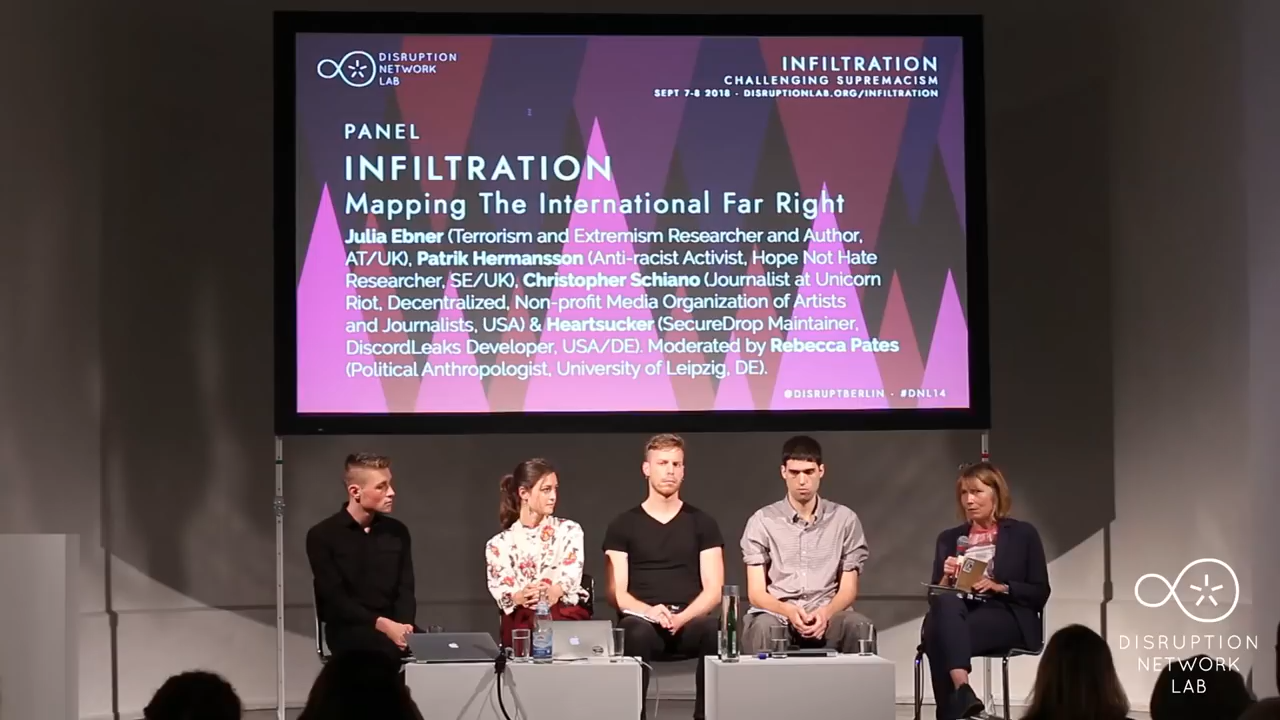 DISRUPTION
NETWORK
LAB
INFILTRATION
CHALLENGING SUPREMACISM
SEPT 7-8 2018 · DISRUPTIONLAB.ORG/INFILTRATION
PANEL
INFILTRATION
Mapping The International Far Right
Julia Ebner (Terrorism and Extremism Researcher and Author,
AT/UK), Patrik Hermansson (Anti-racist Activist, Hope Not Hate
Researcher, SE/UK), Christopher Schiano (Journalist at Unicorn
Riot, Decentralized, Non-profit Media Organization of Artists
and Journalists, USA) & Heartsucker (SecureDrop Maintainer,
DiscordLeaks Developer, USA/DE). Moderated by Rebecca Pates
(Political Anthropologist, University of Leipzig, DE).
@DISRUPTBERLIN · #DNL14
DISRUPTION
NETWORK
LAB